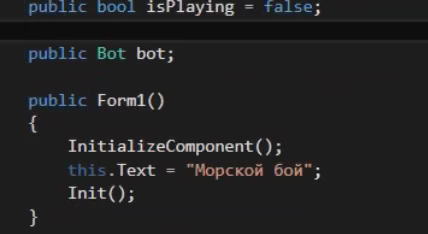 public bool isPlaying = false;
public Bot bot;
public Form1()
{
InitializeComponent();
this.Text = "Морской бой";
Init();
}